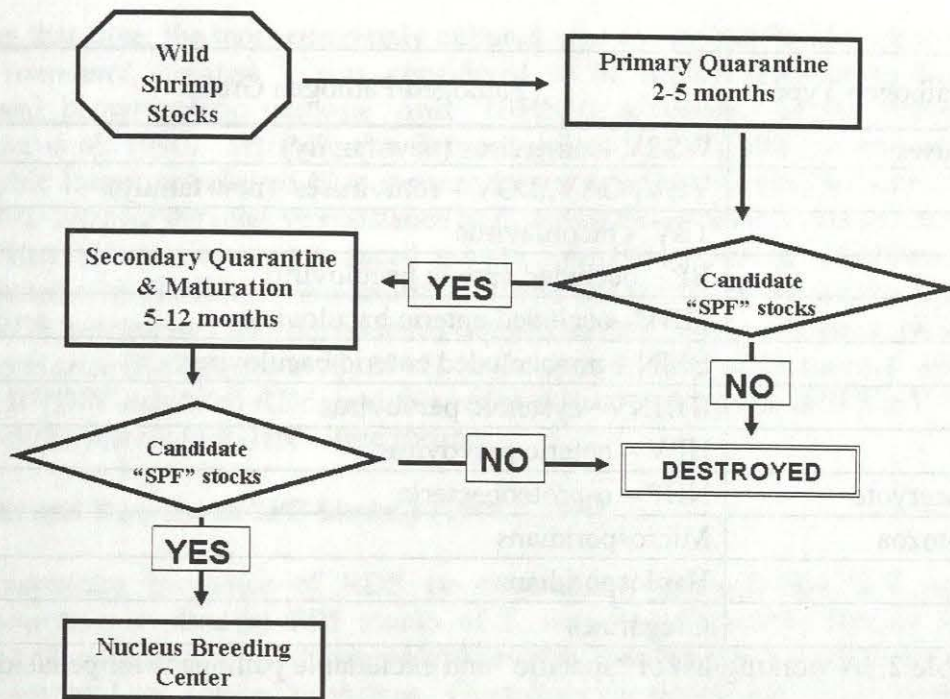 Wild
Shrimp
Stocks
Primary Quarantine
2-5 months
Secondary Quarantine
& Maturation
5-12 months
YES
Candidate
"SPF" stocks
NO
Candidate
"SPF" stocks
NO
DESTROYED
YES
Nucleus Breeding
Center